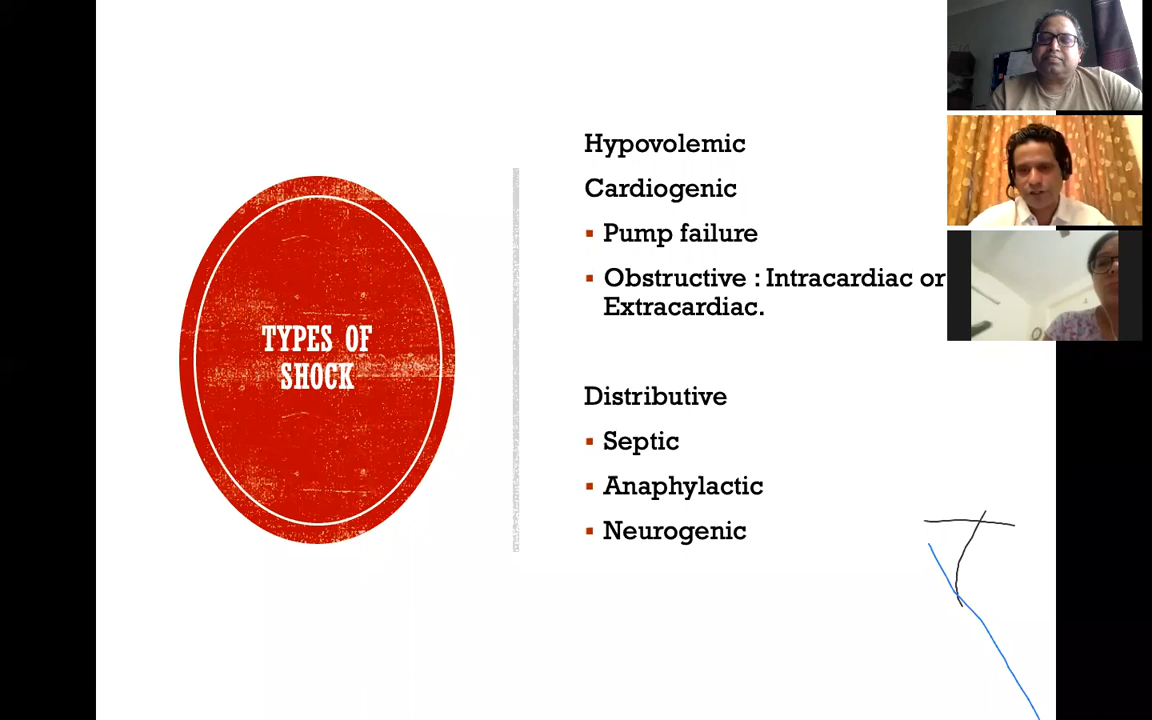 TYPES OF
SHOCK
Hypovolemic
Cardiogenic
▪ Pump failure
▪ Obstructive : Intracardiac or
Extracardiac.
Distributive
▪ Septic
▪ Anaphylactic
▪ Neurogenic